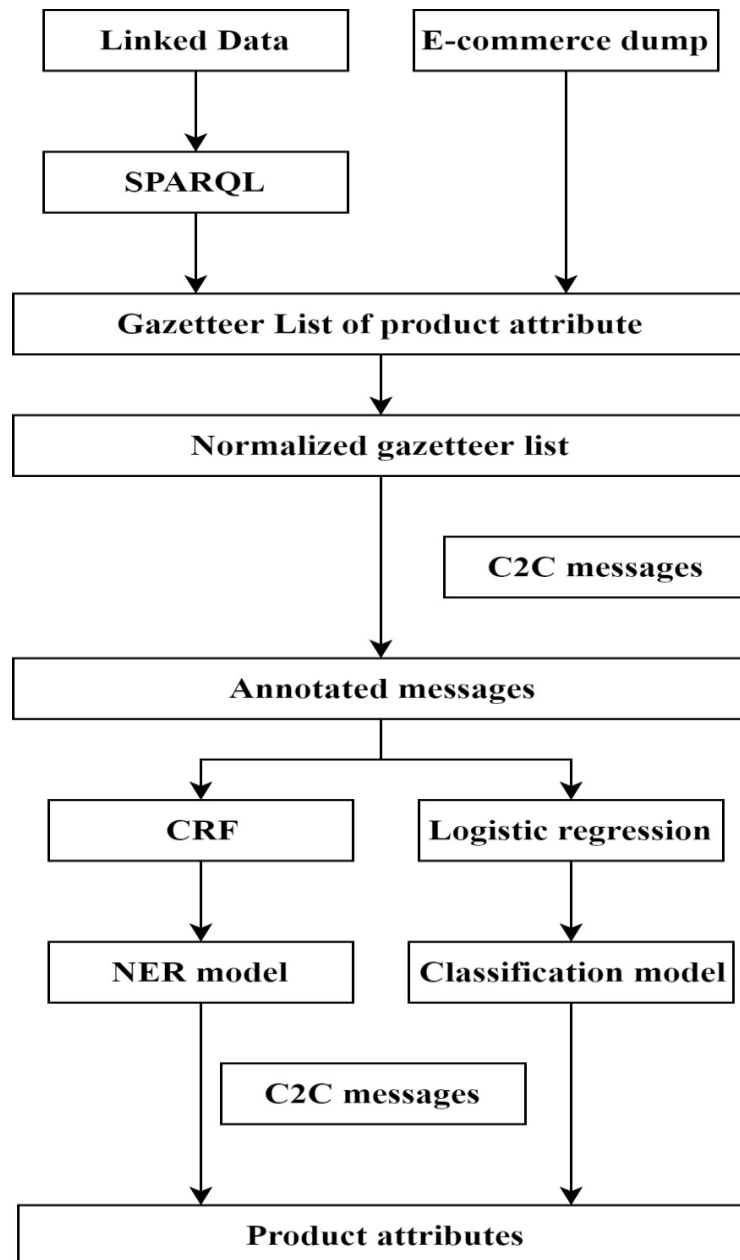 Linked Data
E-commerce dump
SPARQL
Gazetteer List of product attribute
Normalized gazetteer list
C2C messages
Annotated messages
CRF
Logistic regression
NER model
Classification model
C2C messages
Product attributes